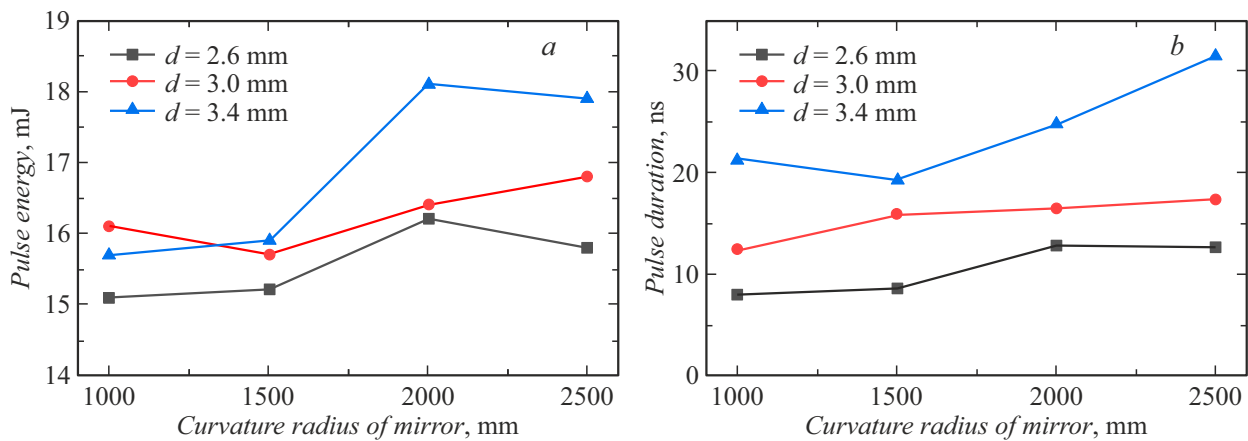 a
d = 2.6 mm
d = 3.0 mm
d = 3.4 mm
Pulse energy, mJ
19
18
17
16
15
14
1000 1500 2000 2500
Curvature radius of mirror, mm
b
d = 2.6 mm
d = 3.0 mm
d = 3.4 mm
Pulse duration, ns
30
20
10
0
1000 1500 2000 2500
Curvature radius of mirror, mm